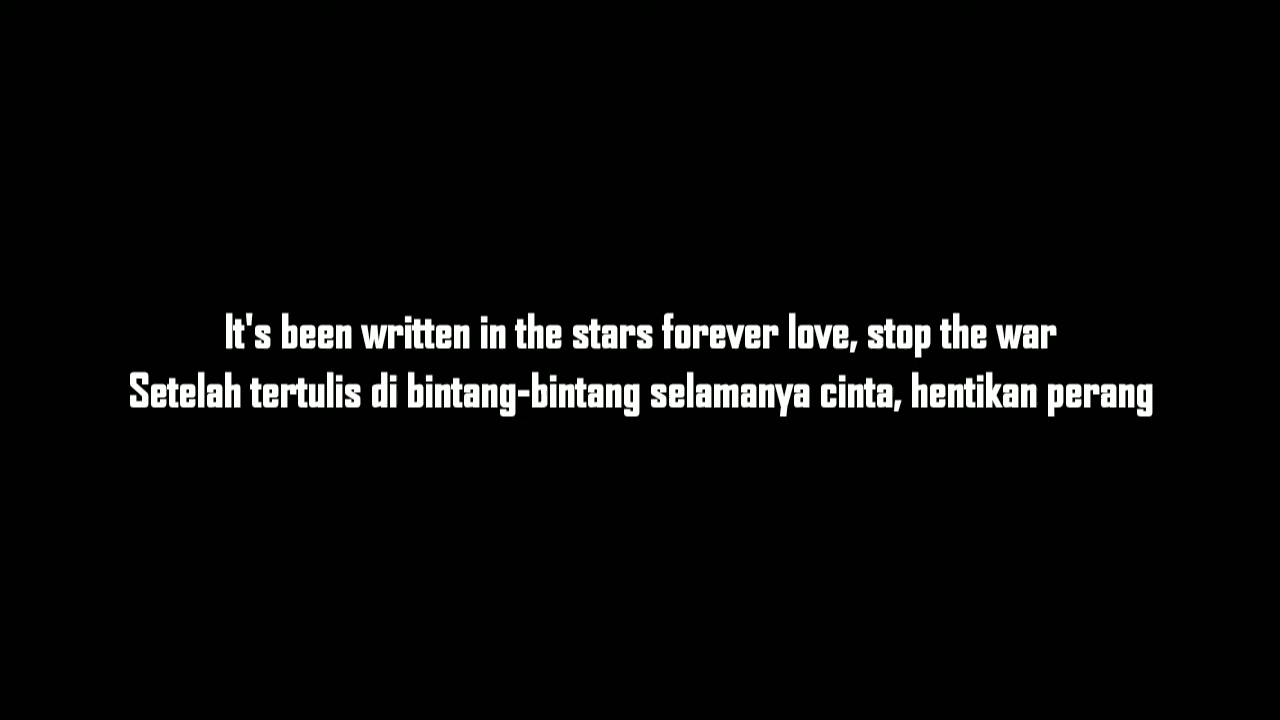 It's been written in the stars forever love, stop the war
Setelah tertulis di bintang-bintang selamanya cinta, hentikan perang